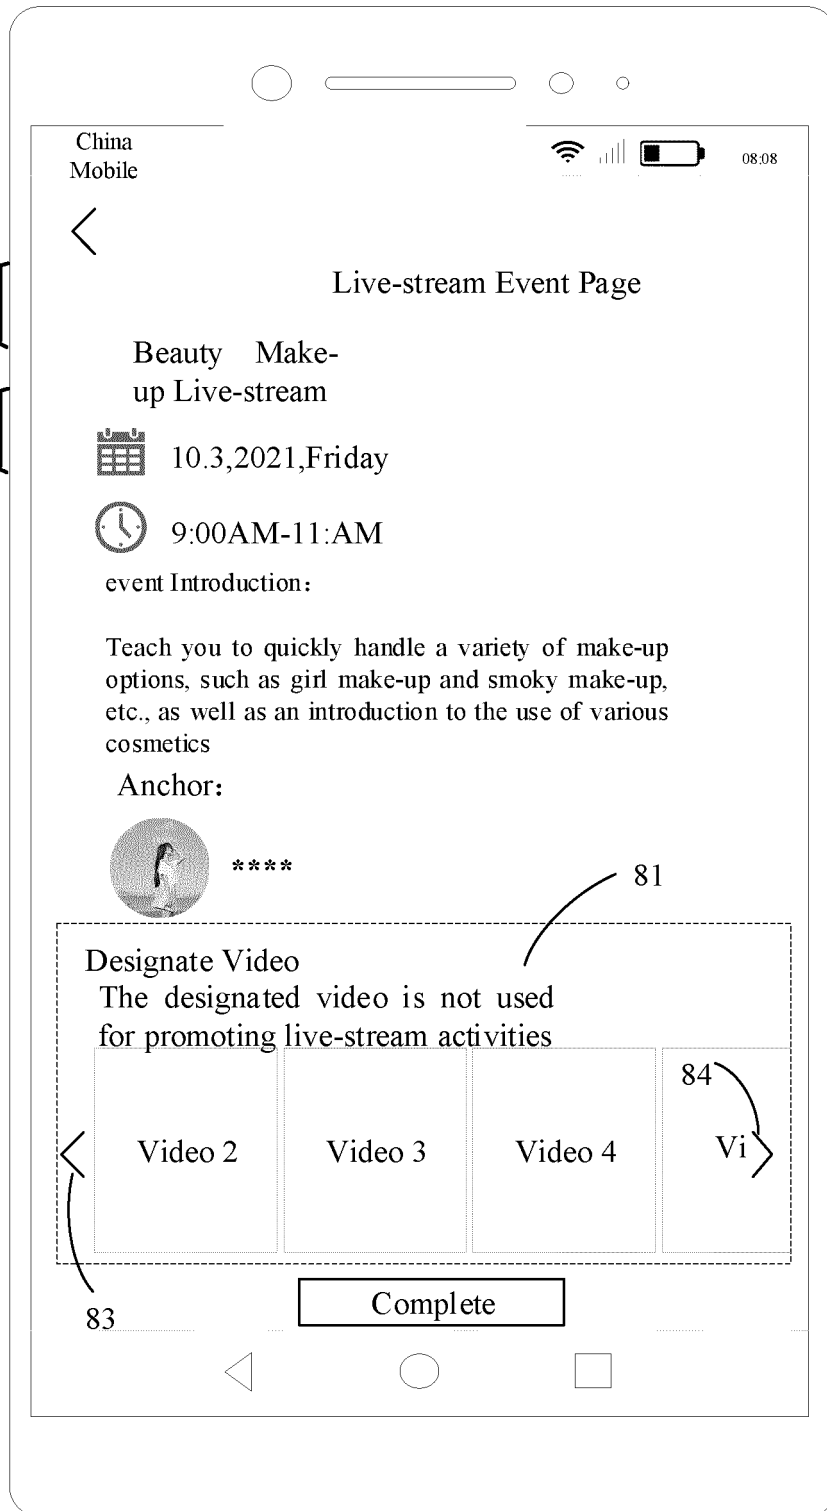 China
Mobile
08:08
Live-stream Event Page
Beauty Make-
up Live-stream
10.3,2021,Friday
9:00AM-11:AM
event Introduction：
Teach you to quickly handle a variety of make-up
options, such as girl make-up and smoky make-up,
etc., as well as an introduction to the use of various
cosmetics
Anchor：
****
81
Designate Video
The designated video is not used
for promoting live-stream activities
84
Video 2
Video 3
Video 4
Vi
83
Complete